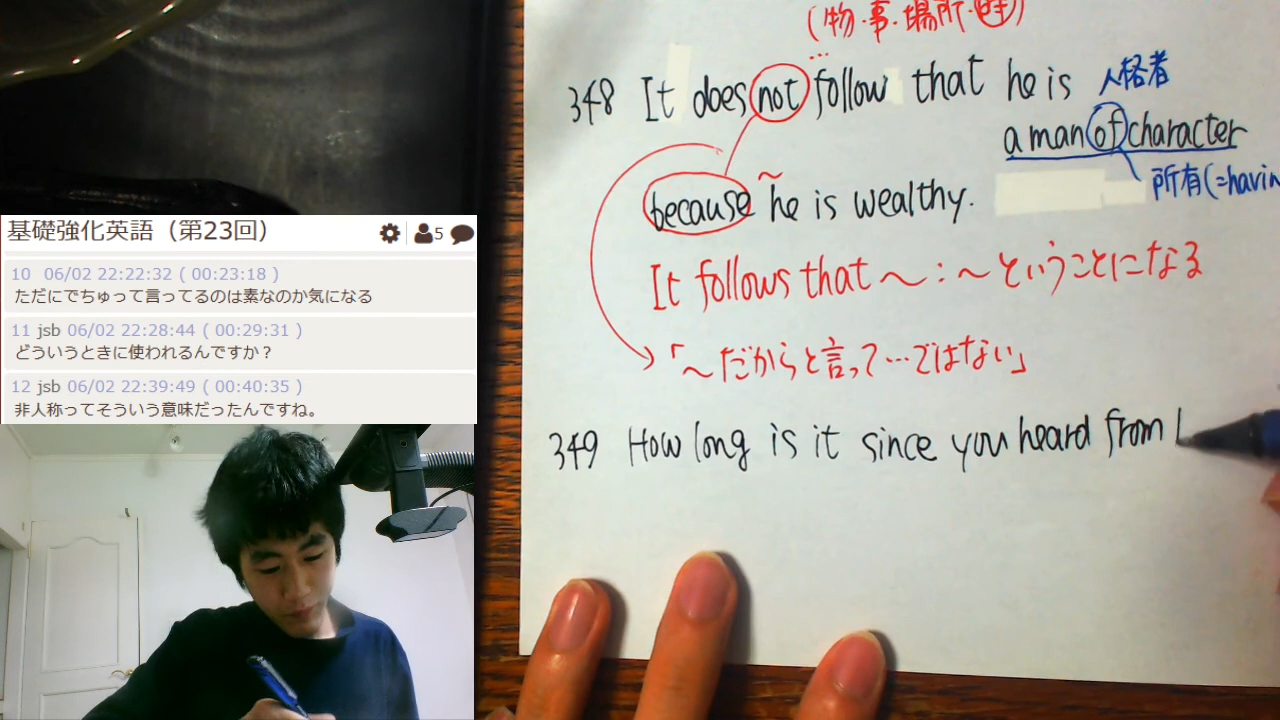 基礎強化英語（第23回）
5
10 06/02 22:22:32 ( 00:23:18 )
ただにでちゅって言ってるのは素なのか気になる
11 jsb 06/02 22:28:44 ( 00:29:31 )
どういうときに使われるんですか？
12 jsb 06/02 22:39:49 ( 00:40:35 )
非人称ってそういう意味だったんですね。
(物・事・場所・時)
348 It does not follow that he is
人格者
a man of character
所有(=havin
because he is wealthy.
〜
It follows that 〜 : 〜ということになる
「〜だからと言って…ではない」
349 How long is it since you heard from